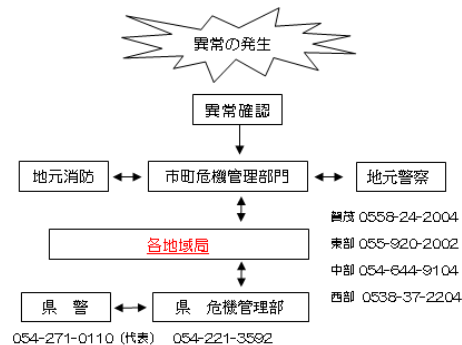 異常の発生
異常確認
地元消防
市町危機管理部門
地元警察
賀茂 0558-24-2004
各地域局
東部 055-920-2002
中部 054-644-9104
西部 0538-37-2204
県　警
県　危機管理部
054-271-0110（代表）
054-221-3592